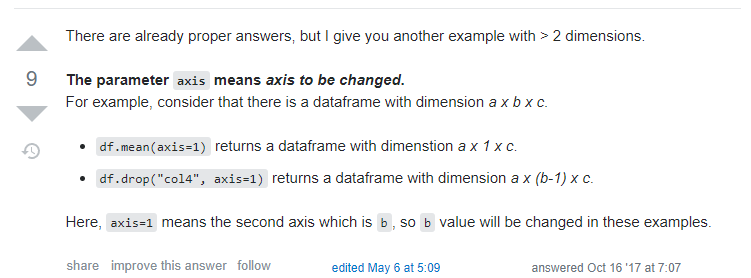 There are already proper answers, but I give you another example with > 2 dimensions.
9
The parameter axis means axis to be changed.
For example, consider that there is a dataframe with dimension a x b x c.
• df.mean(axis=1) returns a dataframe with dimenstion a x 1 x c.
• df.drop("col4", axis=1) returns a dataframe with dimension a x (b-1) x c.
Here, axis=1 means the second axis which is b, so b value will be changed in these examples.
share improve this answer follow edited May 6 at 5:09 answered Oct 16 '17 at 7:07